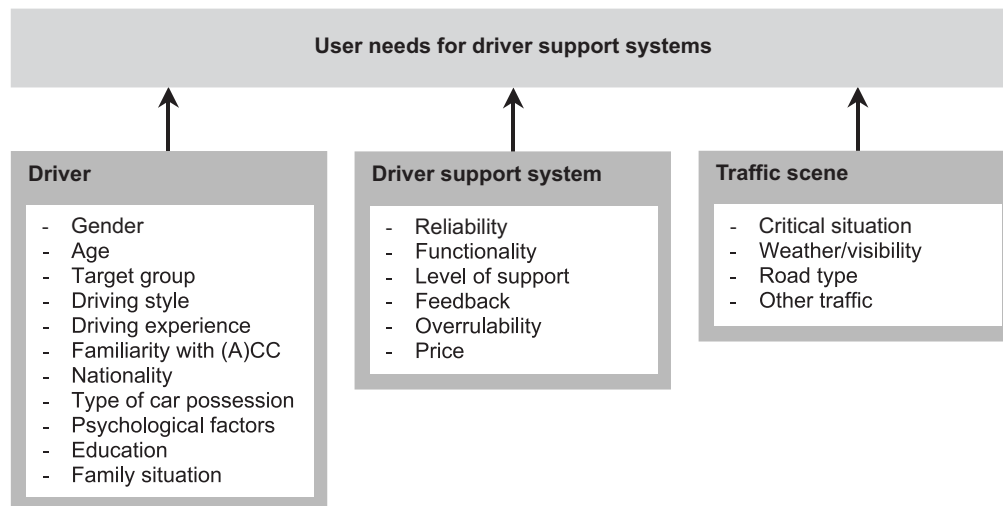 User needs for driver support systems
Driver
- Gender
- Age
- Target group
- Driving style
- Driving experience
- Familiarity with (A)CC
- Nationality
- Type of car possession
- Psychological factors
- Education
- Family situation
Driver support system
- Reliability
- Functionality
- Level of support
- Feedback
- Overrulability
- Price
Traffic scene
- Critical situation
- Weather/visibility
- Road type
- Other traffic